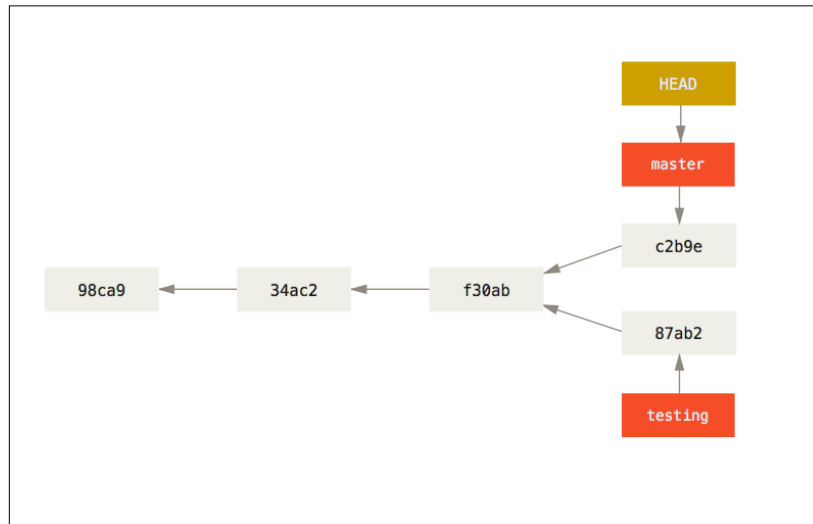 HEAD
master
c2b9e
98ca9
34ac2
f30ab
87ab2
testing